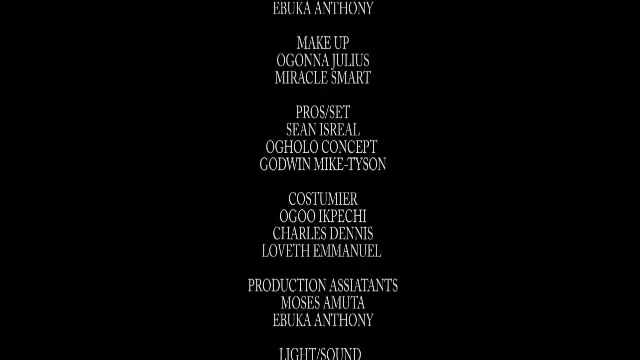 EBUKA ANTHONY
MAKE UP
OGONNA JULIUS
MIRACLE SMART
PROS/SET
SEAN ISREAL
OGHOLO CONCEPT
GODWIN MIKE-TYSON
COSTUMIER
OGOO IKPECHI
CHARLES DENNIS
LOVETH EMMANUEL
PRODUCTION ASSIATANTS
MOSES AMUTA
EBUKA ANTHONY
LIGHT/SOUND